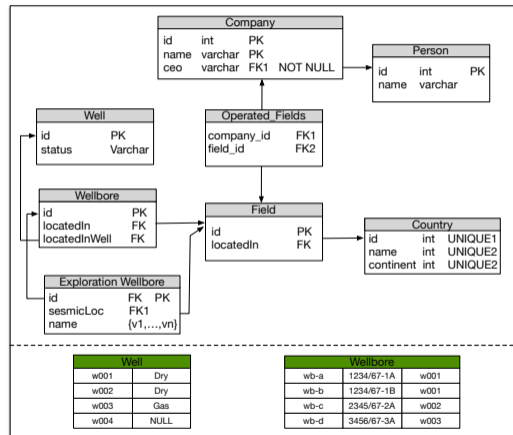 Company
id int PK
name varchar PK
ceo varchar FK1 NOT NULL
Person
id int PK
name varchar
Well
id PK
status Varchar
Operated_Fields
company_id FK1
field_id FK2
Wellbore
id PK
locatedIn FK
locatedInWell FK
Field
id PK
locatedIn FK
Country
id int UNIQUE1
name int UNIQUE2
continent int UNIQUE2
Exploration Wellbore
id FK PK
sesmicLoc FK1
name {v1,...,vn}
Well
w001 Dry
w002 Dry
w003 Gas
w004 NULL
Wellbore
wb-a 1234/67-1A w001
wb-b 1234/67-1B w001
wb-c 2345/67-2A w002
wb-d 3456/67-3A w003